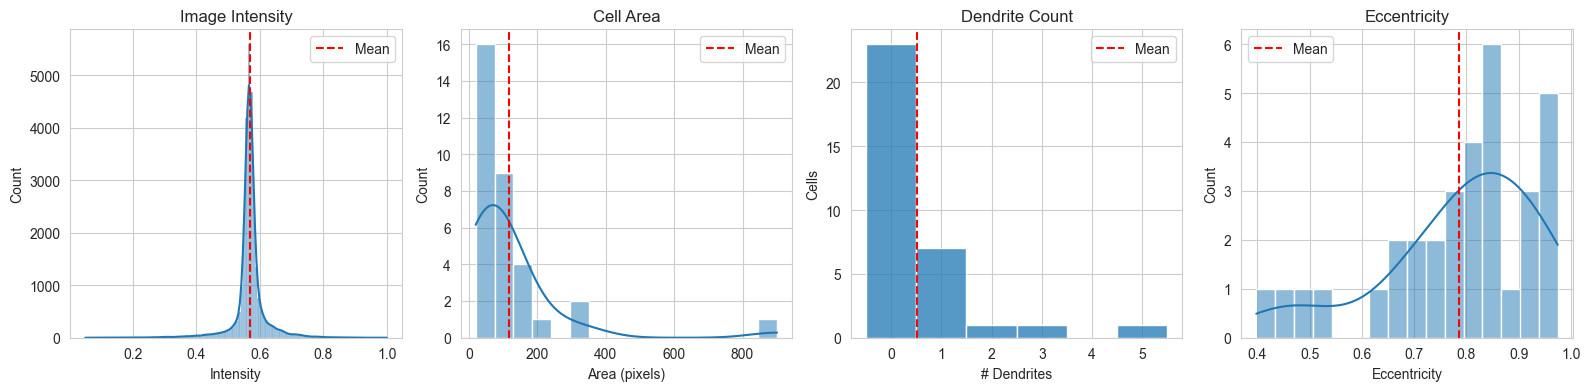 Image Intensity
Mean
5000
4000
3000
2000
1000
0
Count
0.2 0.4 0.6 0.8 1.0
Intensity
Cell Area
Mean
16
14
12
10
8
6
4
2
0
Count
0 200 400 600 800
Area (pixels)
Dendrite Count
Mean
20
15
10
5
0
Cells
0 1 2 3 4 5
# Dendrites
Eccentricity
Mean
6
5
4
3
2
1
0
Count
0.4 0.5 0.6 0.7 0.8 0.9 1.0
Eccentricity